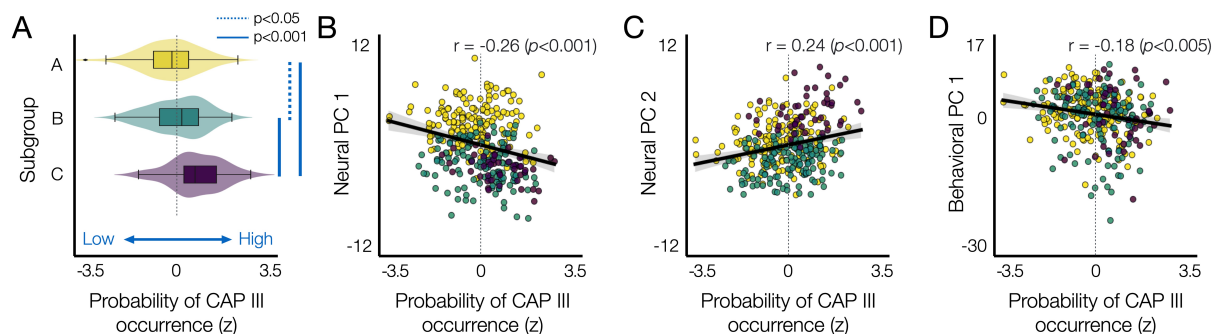 A
p<0.05
p<0.001
Subgroup
A
B
C
Low
High
-3.5
0
3.5
Probability of CAP III
occurrence (z)
B
12
r = -0.26 (p<0.001)
Neural PC 1
-12
-3.5
0
3.5
Probability of CAP III
occurrence (z)
C
12
r = 0.24 (p<0.001)
Neural PC 2
-12
-3.5
0
3.5
Probability of CAP III
occurrence (z)
D
17
r = -0.18 (p<0.005)
0
Behavioral PC 1
-30
-3.5
0
3.5
Probability of CAP III
occurrence (z)